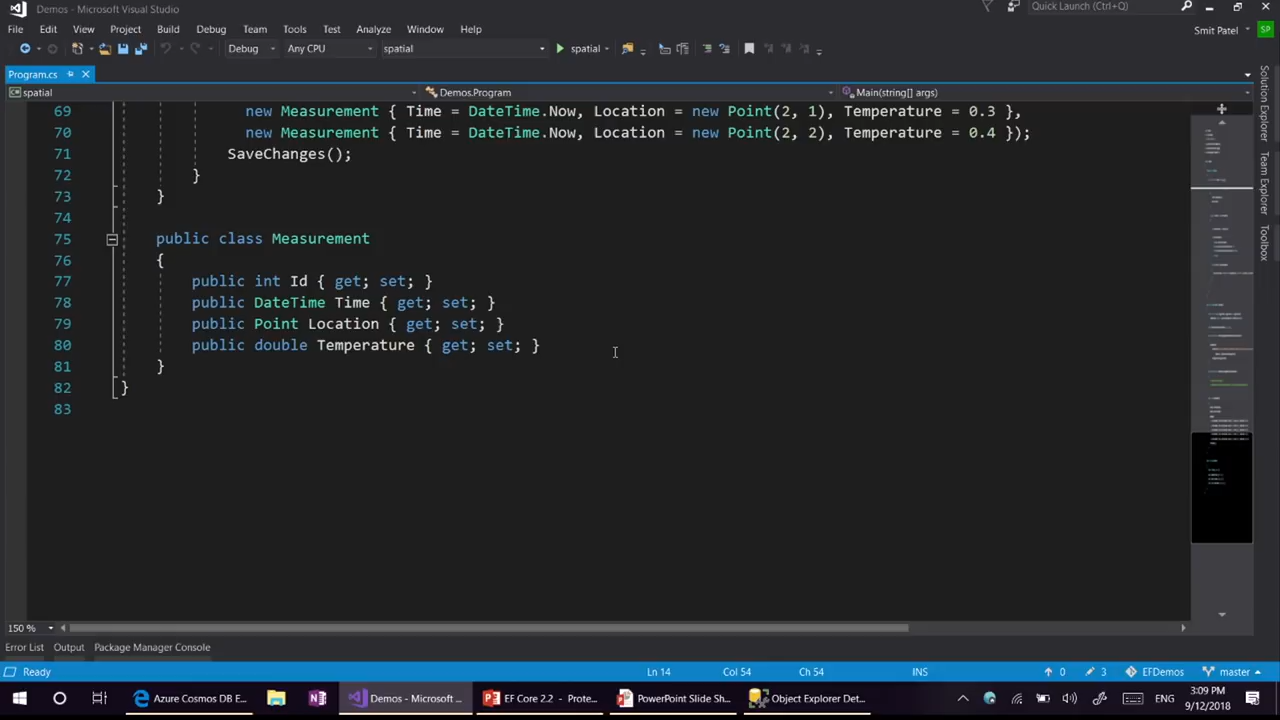 Demos - Microsoft Visual Studio
Quick Launch (Ctrl+Q)
File Edit View Project Build Debug Team Tools Test Analyze Window Help
Smit Patel SP
Debug Any CPU spatial spatial
Program.cs
spatial Demos.Program Main(string[] args)
69 new Measurement { Time = DateTime.Now, Location = new Point(2, 1), Temperature = 0.3 },
70 new Measurement { Time = DateTime.Now, Location = new Point(2, 2), Temperature = 0.4 });
71 SaveChanges();
72 }
73 }
74
75 public class Measurement
76 {
77 public int Id { get; set; }
78 public DateTime Time { get; set; }
79 public Point Location { get; set; }
80 public double Temperature { get; set; }
81 }
82 }
83
Solution Explorer
Team Explorer
Toolbox
150 %
Error List Output Package Manager Console
Ready Ln 14 Col 54 Ch 54 INS 0 3 EFDemos master
Azure Cosmos DB E... Demos - Microsoft ... EF Core 2.2 - Prote... PowerPoint Slide Sh... Object Explorer Det... ENG 3:09 PM
9/12/2018